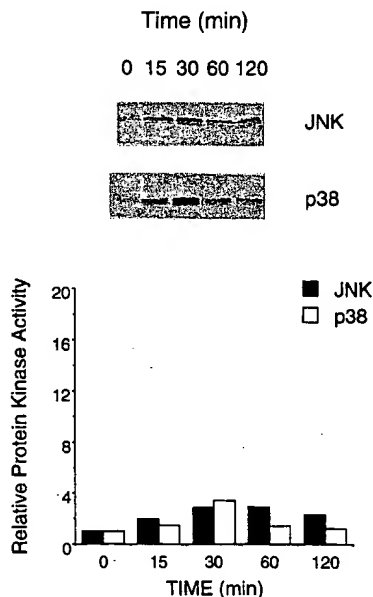 Time (min)
0 15 30 60 120
JNK
p38
20
16
12
8
4
0
Relative Protein Kinase Activity
JNK
p38
0 15 30 60 120
TIME (min)